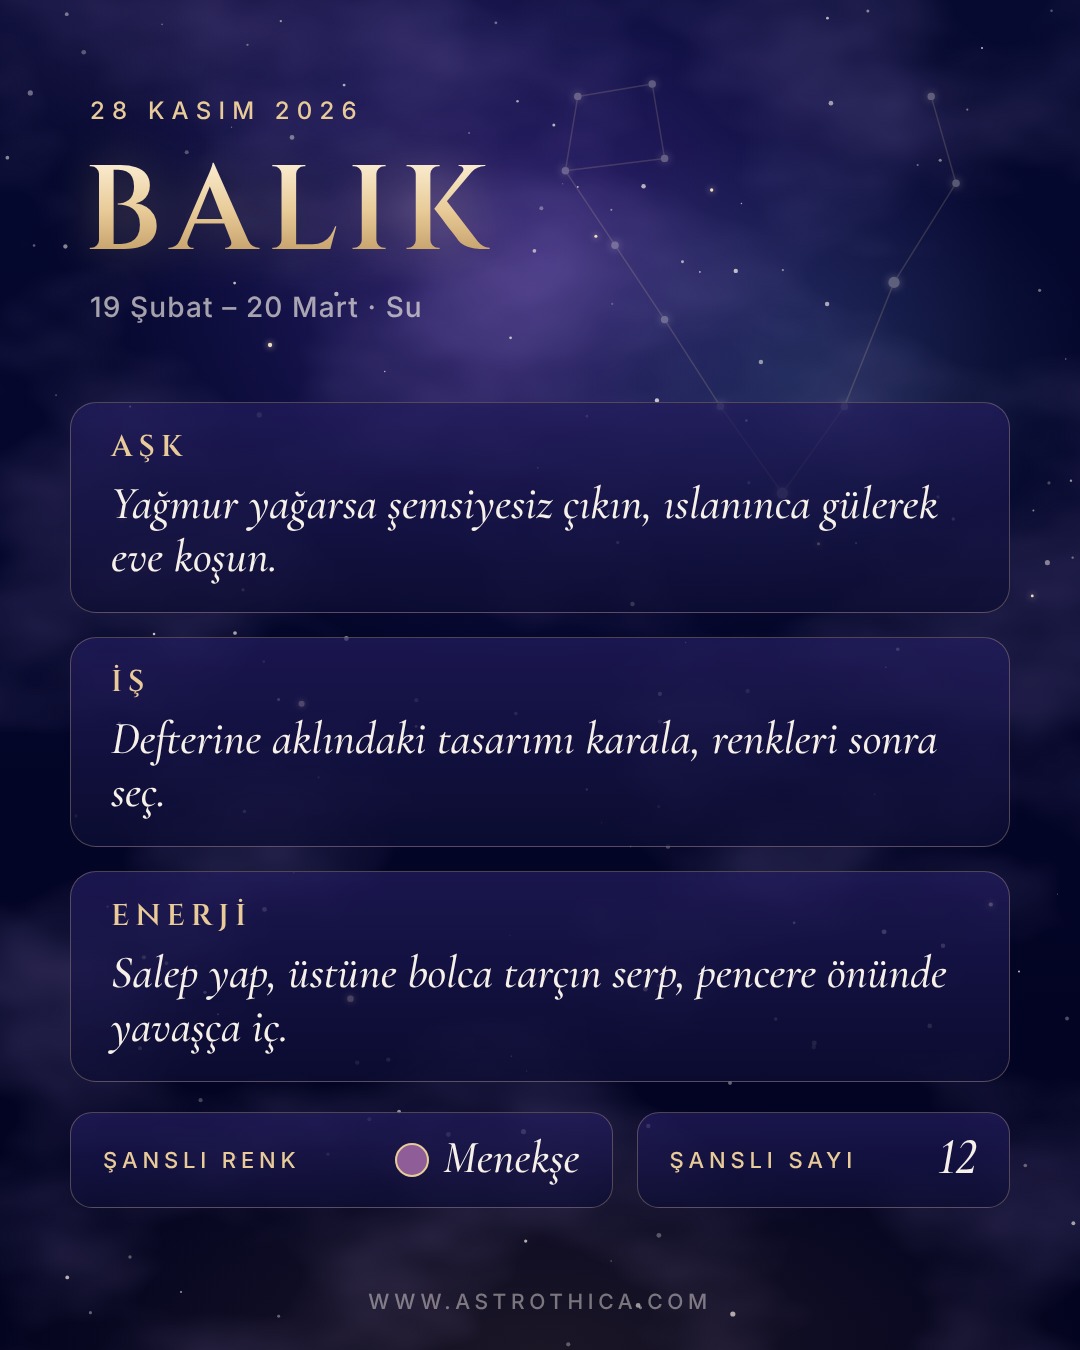 28 KASIM 2026
BALIK
19 Şubat – 20 Mart · Su
AŞK
Yağmur yağarsa şemsiyesiz çıkın, ıslanınca gülerek
eve koşun.
İŞ
Defterine aklındaki tasarımı karala, renkleri sonra
seç.
ENERJİ
Salep yap, üstüne bolca tarçın serp, pencere önünde
yavaşça iç.
ŞANSLI RENK
Menekşe
ŞANSLI SAYI
12
WWW.ASTROTHICA.COM